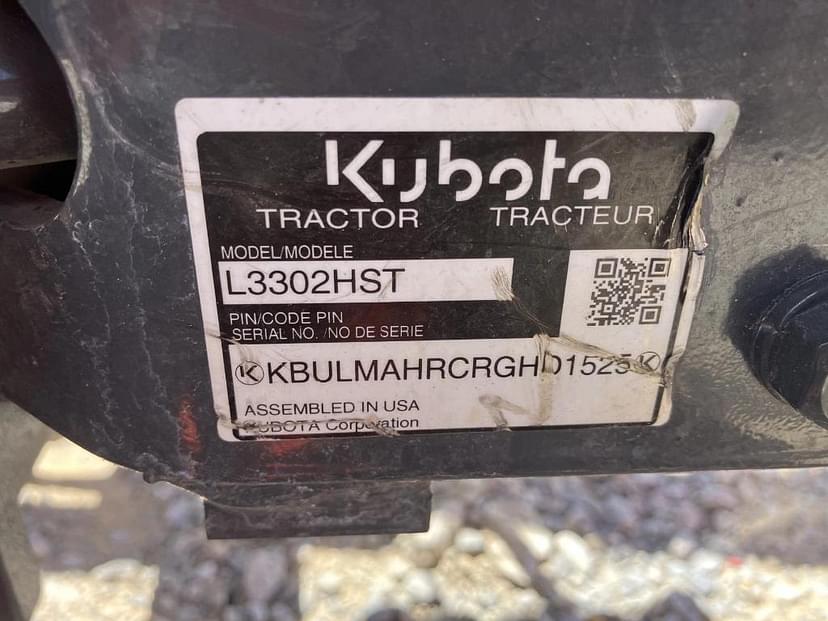 Kubota
TRACTOR TRACTEUR
MODEL/MODELE
L3302HST
PIN/CODE PIN
SERIAL NO. /NO DE SERIE
KBULMAHRCRGH01525
ASSEMBLED IN USA
KUBOTA Corporation